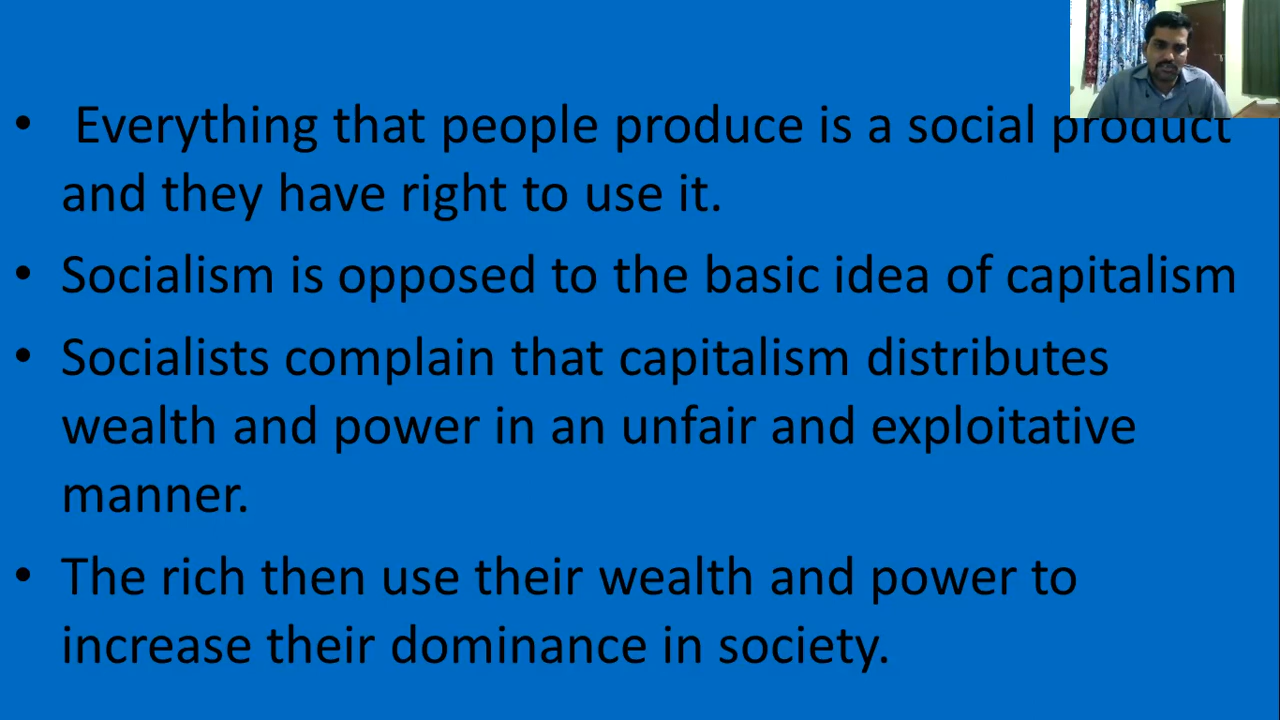 • Everything that people produce is a social product
and they have right to use it.
• Socialism is opposed to the basic idea of capitalism
• Socialists complain that capitalism distributes
wealth and power in an unfair and exploitative
manner.
• The rich then use their wealth and power to
increase their dominance in society.